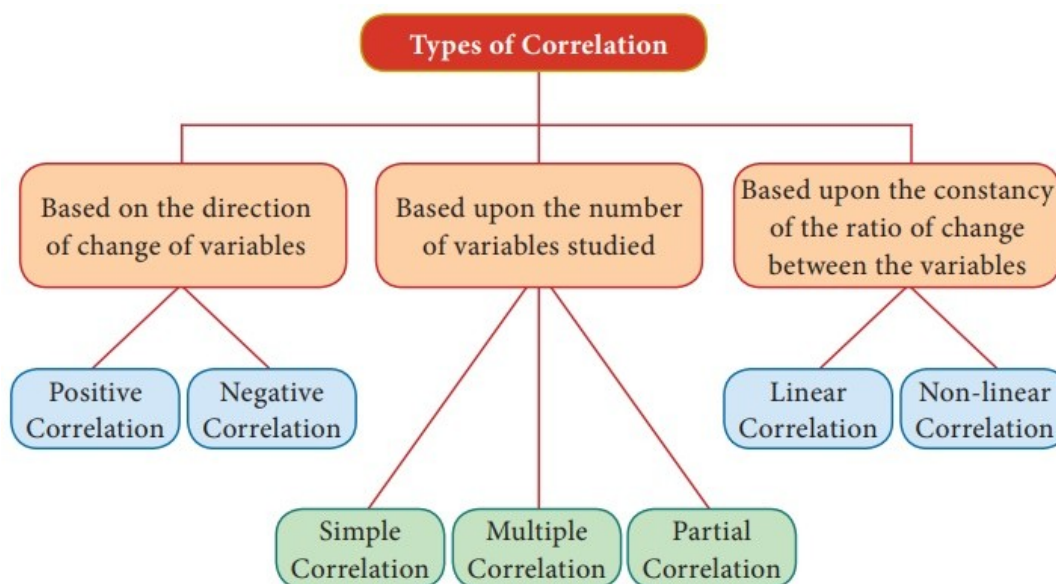 Types of Correlation
Based on the direction
of change of variables
Based upon the number
of variables studied
Based upon the constancy
of the ratio of change
between the variables
Positive
Correlation
Negative
Correlation
Linear
Correlation
Non-linear
Correlation
Simple
Correlation
Multiple
Correlation
Partial
Correlation